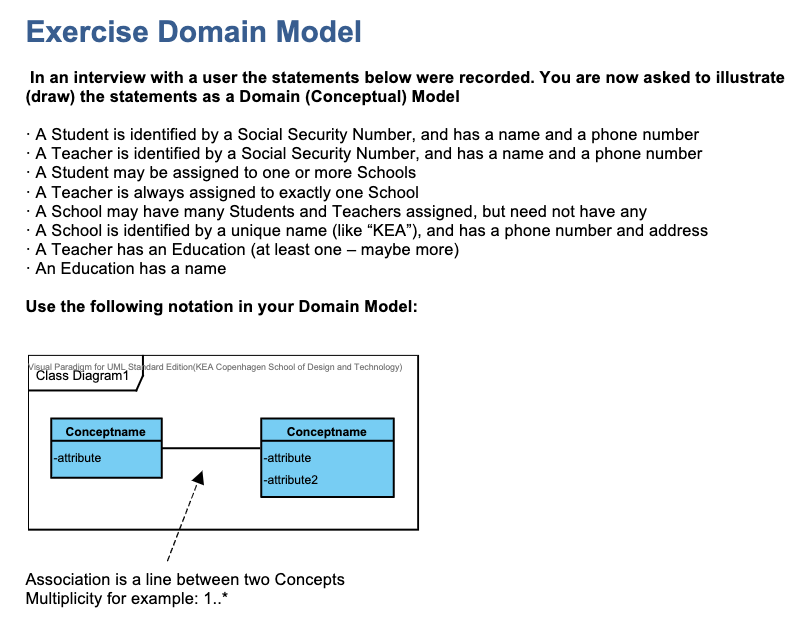 Exercise Domain Model
In an interview with a user the statements below were recorded. You are now asked to illustrate
(draw) the statements as a Domain (Conceptual) Model
· A Student is identified by a Social Security Number, and has a name and a phone number
· A Teacher is identified by a Social Security Number, and has a name and a phone number
· A Student may be assigned to one or more Schools
· A Teacher is always assigned to exactly one School
· A School may have many Students and Teachers assigned, but need not have any
· A School is identified by a unique name (like “KEA”), and has a phone number and address
· A Teacher has an Education (at least one – maybe more)
· An Education has a name
Use the following notation in your Domain Model:
Visual Paradigm for UML Standard Edition(KEA Copenhagen School of Design and Technology)
Class Diagram1
Conceptname
-attribute
Conceptname
-attribute
-attribute2
Association is a line between two Concepts
Multiplicity for example: 1..*